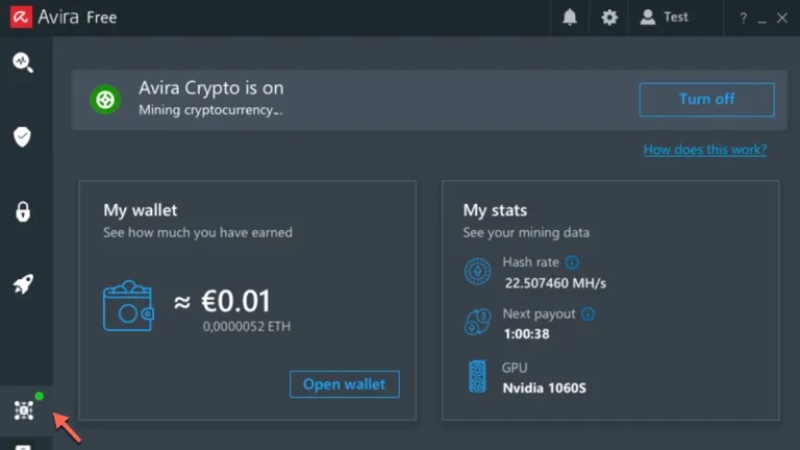 Avira Free
Test
?
Avira Crypto is on
Mining cryptocurrency...
Turn off
How does this work?
My wallet
See how much you have earned
≈ €0.01
0,0000052 ETH
Open wallet
My stats
See your mining data
Hash rate
22.507460 MH/s
Next payout
1:00:38
GPU
Nvidia 1060S